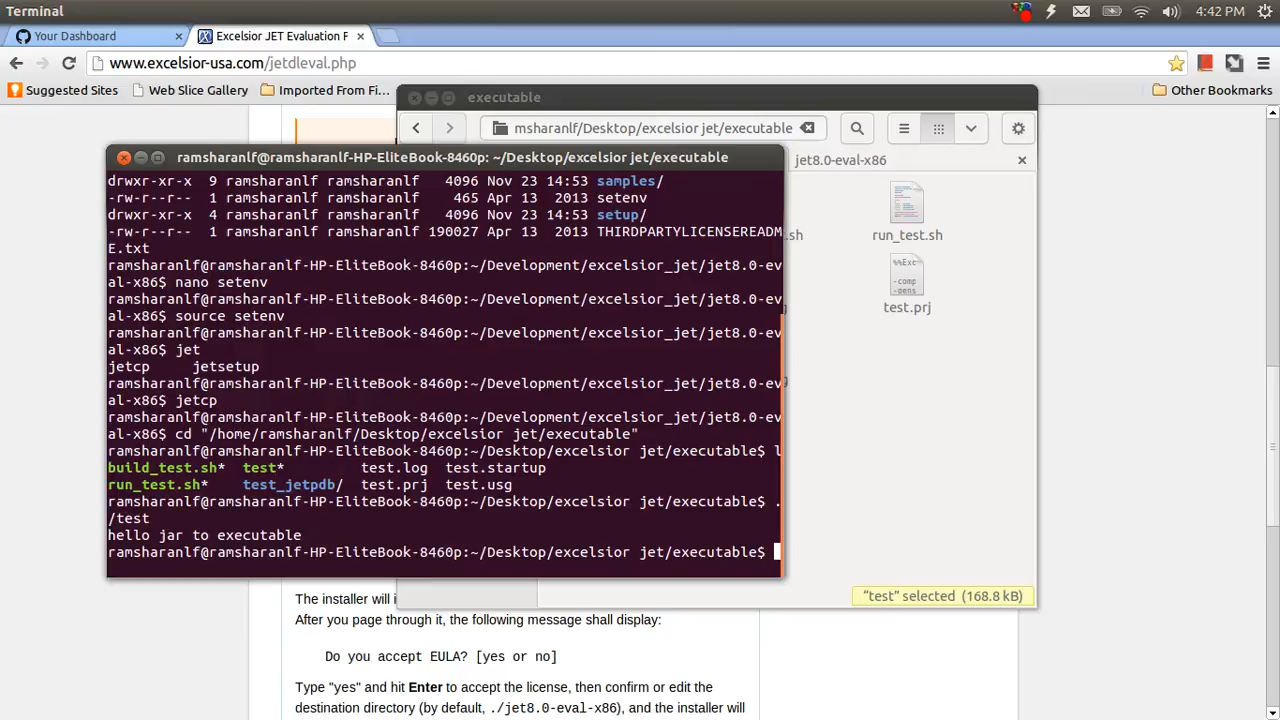 Terminal
4:42 PM
Your Dashboard
Excelsior JET Evaluation P
www.excelsior-usa.com/jetdleval.php
Suggested Sites
Web Slice Gallery
Imported From Fi...
Other Bookmarks
executable
msharanlf/Desktop/excelsior jet/executable
jet8.0-eval-x86
run_test.sh
.sh
test.prj
ramsharanlf@ramsharanlf-HP-EliteBook-8460p: ~/Desktop/excelsior jet/executable
drwxr-xr-x  9 ramsharanlf ramsharanlf   4096 Nov 23 14:53 samples/
-rw-r--r--  1 ramsharanlf ramsharanlf    465 Apr 13  2013 setenv
drwxr-xr-x  4 ramsharanlf ramsharanlf   4096 Nov 23 14:53 setup/
-rw-r--r--  1 ramsharanlf ramsharanlf 190027 Apr 13  2013 THIRDPARTYLICENSEREADM
E.txt
ramsharanlf@ramsharanlf-HP-EliteBook-8460p:~/Development/excelsior_jet/jet8.0-ev
al-x86$ nano setenv
ramsharanlf@ramsharanlf-HP-EliteBook-8460p:~/Development/excelsior_jet/jet8.0-ev
al-x86$ source setenv
ramsharanlf@ramsharanlf-HP-EliteBook-8460p:~/Development/excelsior_jet/jet8.0-ev
al-x86$ jet
jetcp     jetsetup
ramsharanlf@ramsharanlf-HP-EliteBook-8460p:~/Development/excelsior_jet/jet8.0-ev
al-x86$ jetcp
ramsharanlf@ramsharanlf-HP-EliteBook-8460p:~/Development/excelsior_jet/jet8.0-ev
al-x86$ cd "/home/ramsharanlf/Desktop/excelsior jet/executable"
ramsharanlf@ramsharanlf-HP-EliteBook-8460p:~/Desktop/excelsior jet/executable$ l
build_test.sh*  test*         test.log  test.startup
run_test.sh*    test_jetpdb/  test.prj  test.usg
ramsharanlf@ramsharanlf-HP-EliteBook-8460p:~/Desktop/excelsior jet/executable$ .
/test
hello jar to executable
ramsharanlf@ramsharanlf-HP-EliteBook-8460p:~/Desktop/excelsior jet/executable$
"test" selected (168.8 kB)
The installer will i
After you page through it, the following message shall display:
Do you accept EULA? [yes or no]
Type "yes" and hit Enter to accept the license, then confirm or edit the
destination directory (by default, ./jet8.0-eval-x86), and the installer will